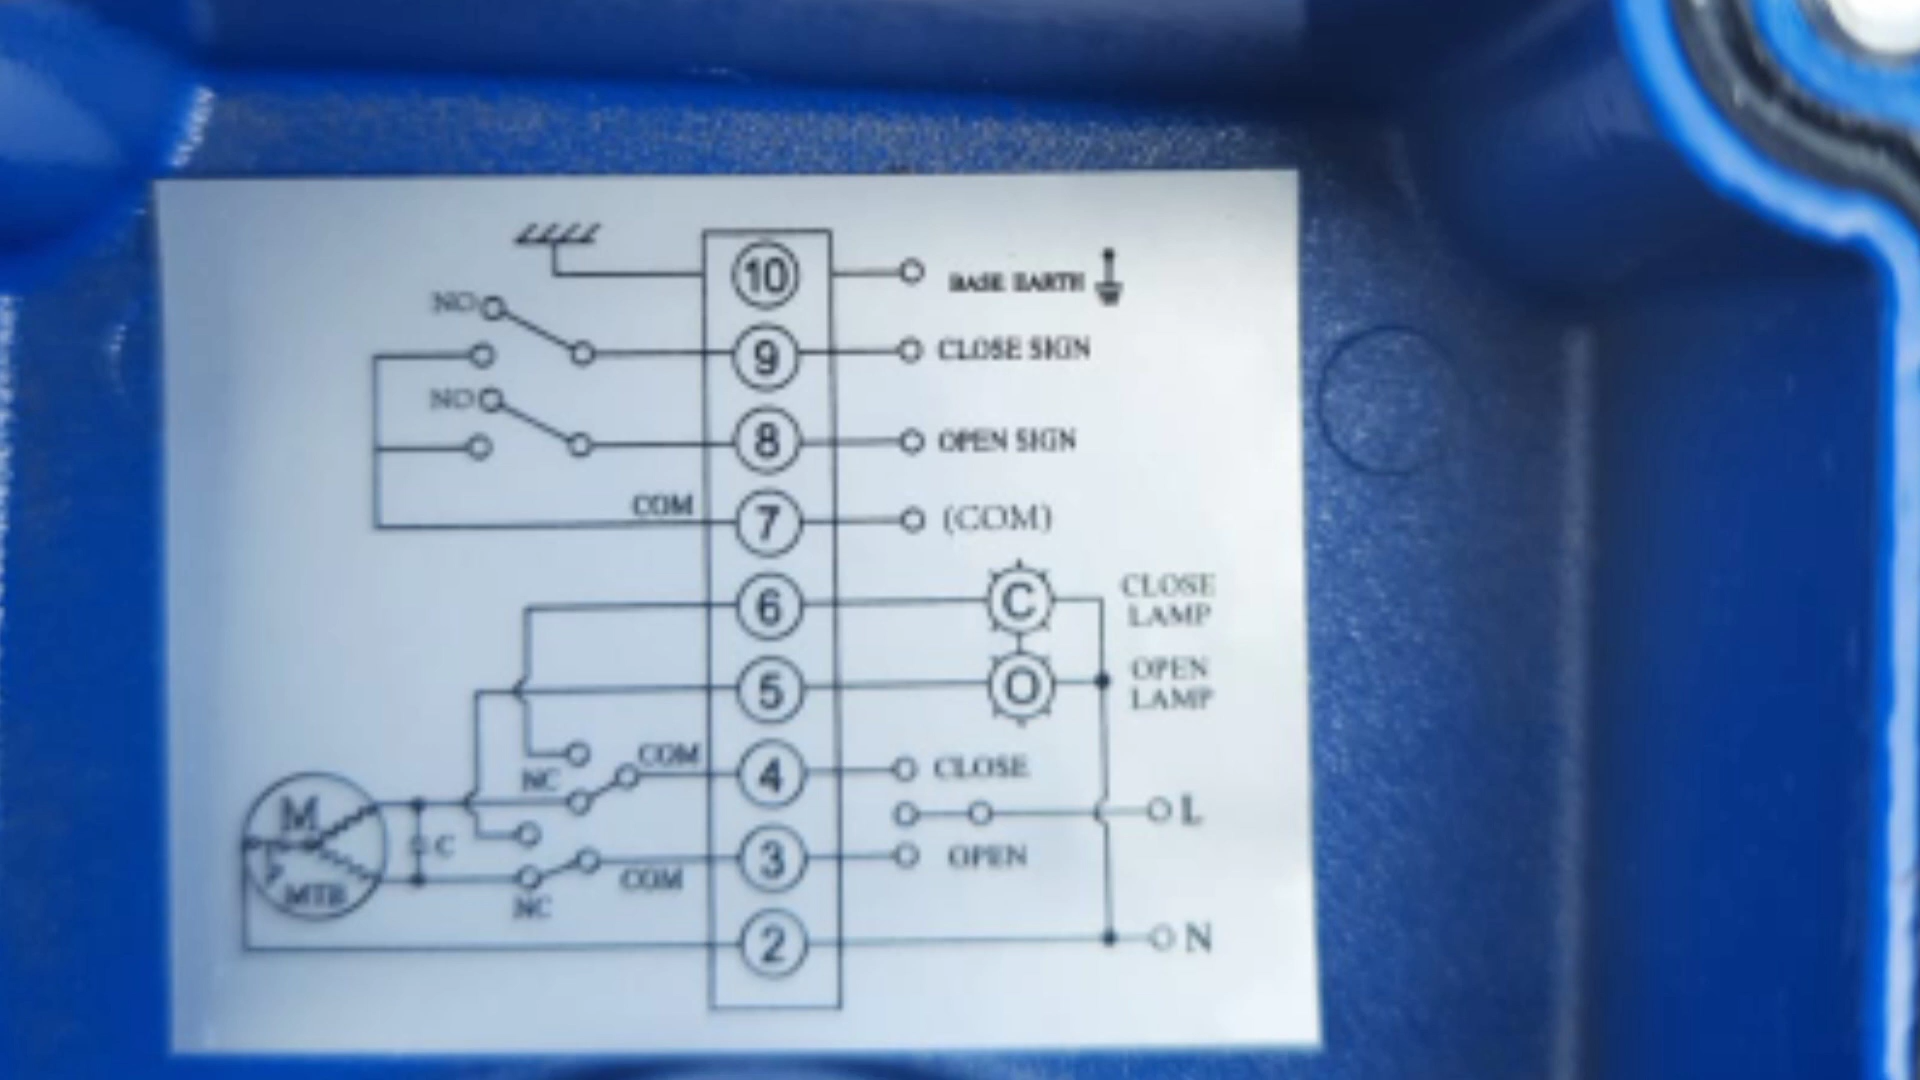 10 BASE EARTH
NO
9 CLOSE SIGN
NO
8 OPEN SIGN
COM 7 (COM)
6 C CLOSE
LAMP
5 O OPEN
LAMP
COM 4 CLOSE
NC
L
M
C
3 OPEN
COM
MTB
NC
2 N